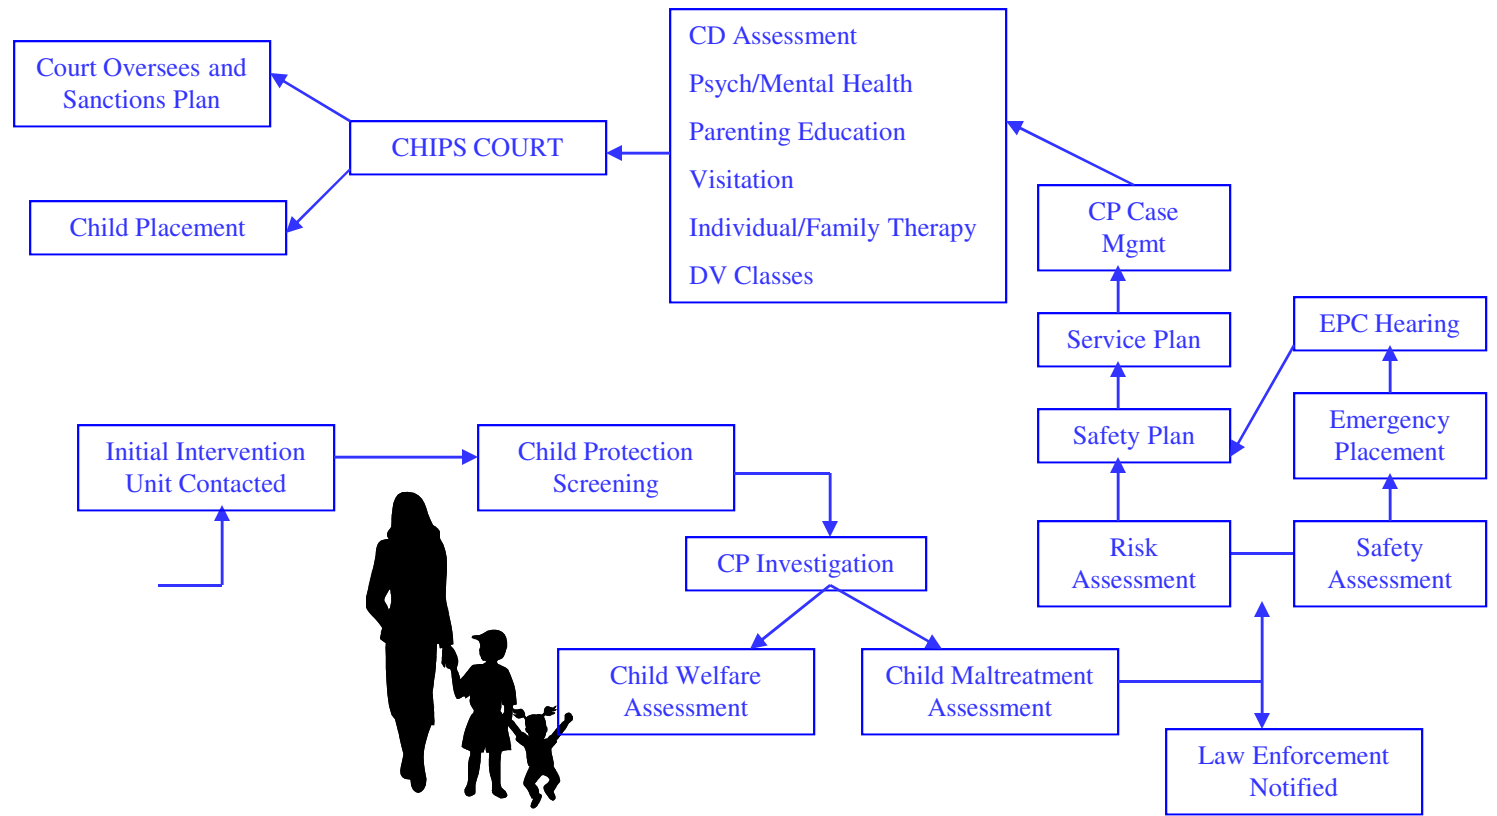 Court Oversees and
Sanctions Plan
CHIPS COURT
Child Placement
CD Assessment
Psych/Mental Health
Parenting Education
Visitation
Individual/Family Therapy
DV Classes
CP Case
Mgmt
Service Plan
EPC Hearing
Safety Plan
Emergency
Placement
Initial Intervention
Unit Contacted
Child Protection
Screening
CP Investigation
Risk
Assessment
Safety
Assessment
Child Welfare
Assessment
Child Maltreatment
Assessment
Law Enforcement
Notified